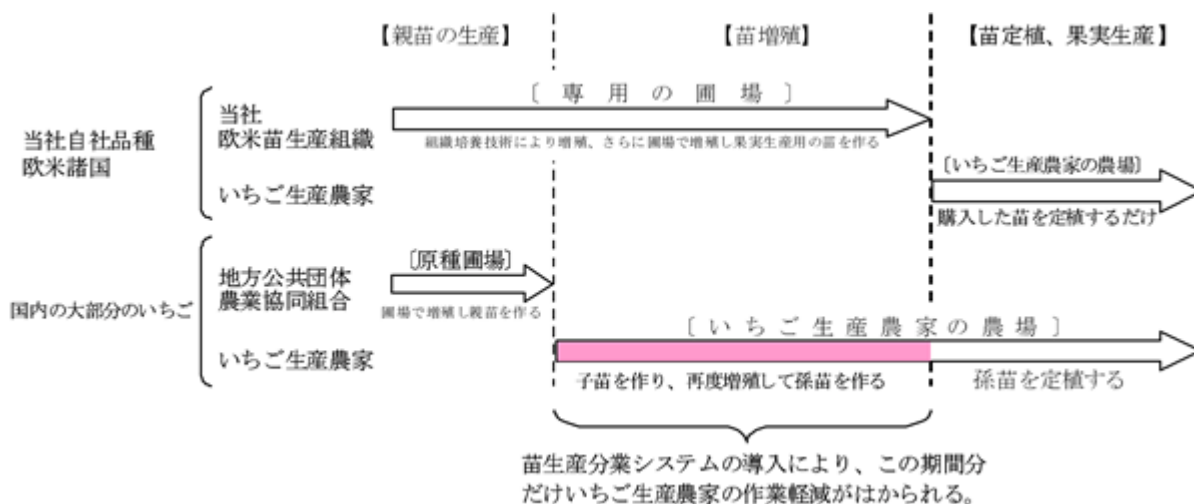 【親苗の生産】
【苗増殖】
【苗定植、果実生産】
〔専用の圃場〕
当社自社品種
欧米諸国
当社
欧米苗生産組織
組織培養技術により増殖、さらに圃場で増殖し果実生産用の苗を作る
いちご生産農家
〔いちご生産農家の農場〕
購入した苗を定植するだけ
国内の大部分のいちご
地方公共団体
農業協同組合
〔原種圃場〕
圃場で増殖し親苗を作る
〔いちご生産農家の農場〕
いちご生産農家
子苗を作り、再度増殖して孫苗を作る
孫苗を定植する
苗生産分業システムの導入により、この期間分
だけいちご生産農家の作業軽減がはかられる。